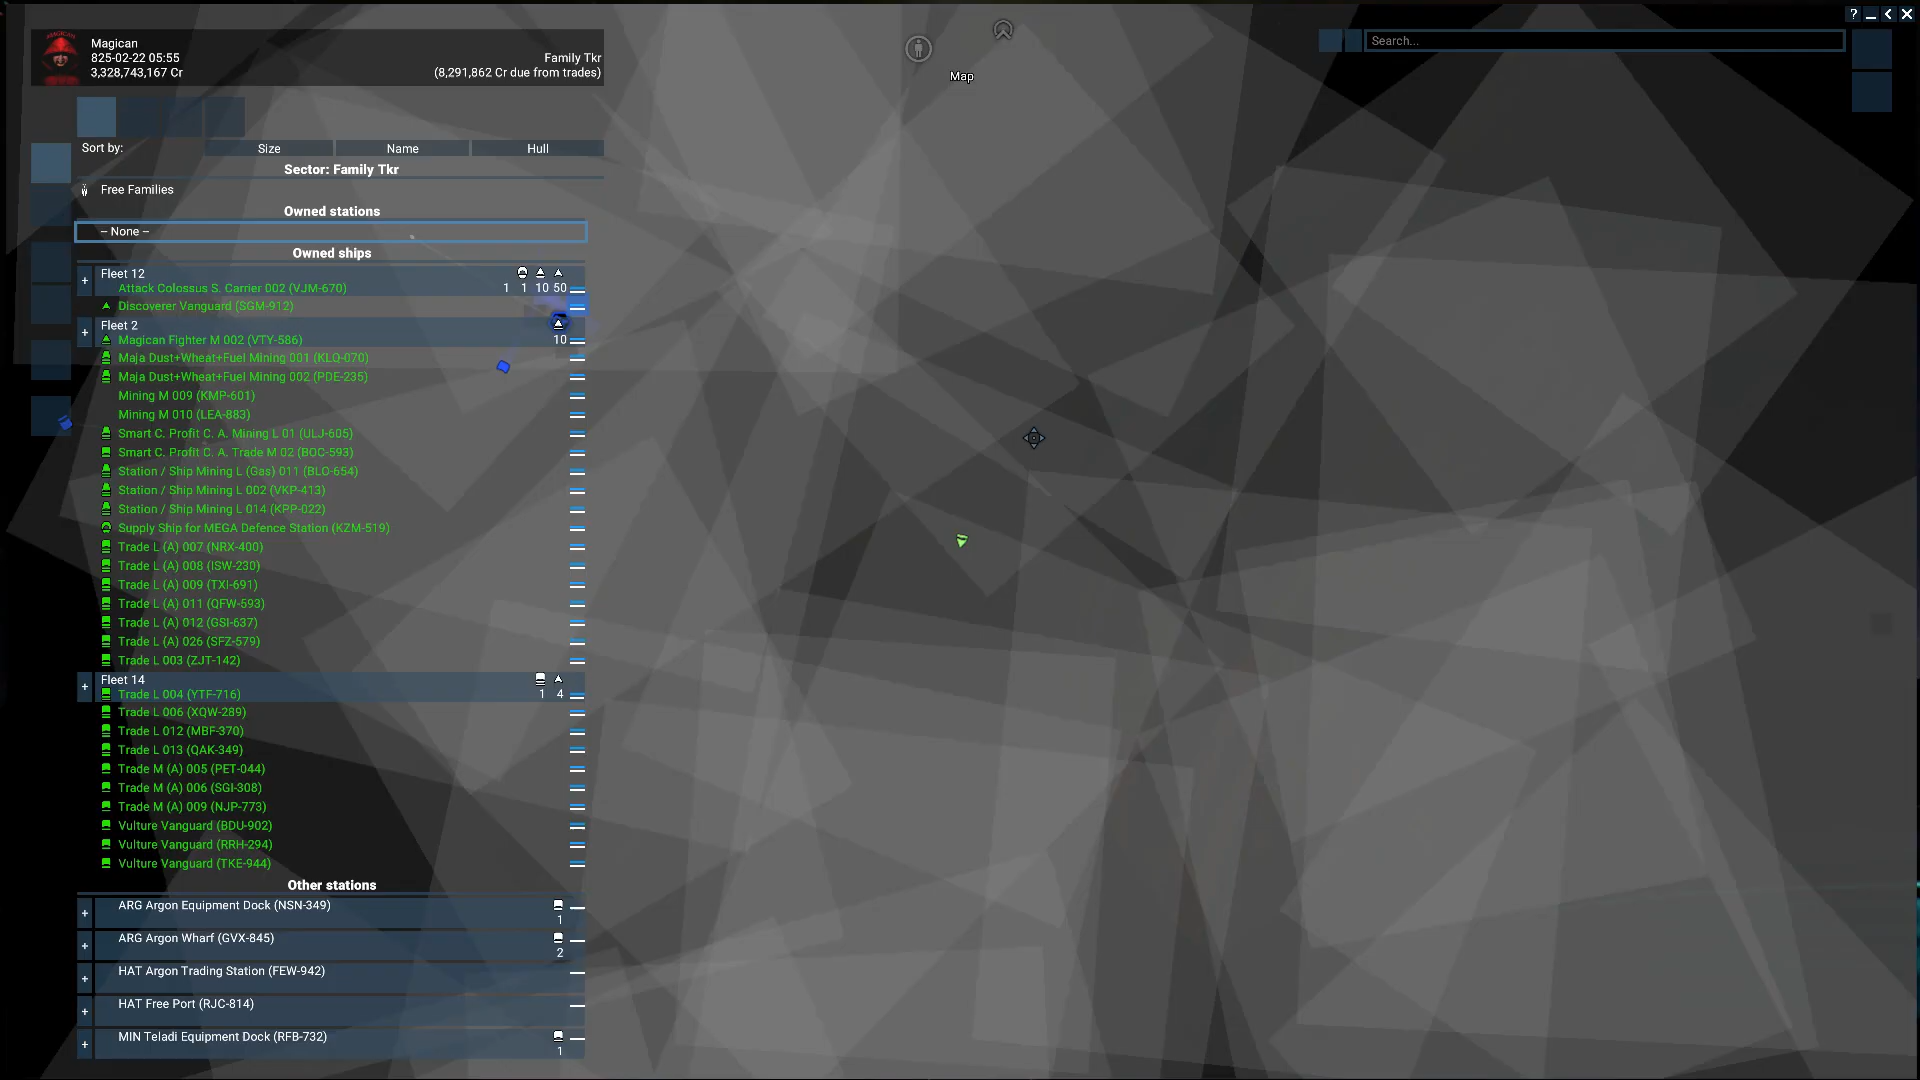 Magican
825-02-22 05:55
3,328,743,167 Cr
Family Tkr
(8,291,862 Cr due from trades)
Map
Search...
?
Sort by:
Size
Name
Hull
Sector: Family Tkr
Free Families
Owned stations
-- None --
Owned ships
+ Fleet 12
Attack Colossus S. Carrier 002 (VJM-670) 1 1 10 50
Discoverer Vanguard (SGM-912)
+ Fleet 2
Magican Fighter M 002 (VTY-586) 10
Maja Dust+Wheat+Fuel Mining 001 (KLQ-070)
Maja Dust+Wheat+Fuel Mining 002 (PDE-235)
Mining M 009 (KMP-601)
Mining M 010 (LEA-883)
Smart C. Profit C. A. Mining L 01 (ULJ-605)
Smart C. Profit C. A. Trade M 02 (BOC-593)
Station / Ship Mining L (Gas) 011 (BLO-654)
Station / Ship Mining L 002 (VKP-413)
Station / Ship Mining L 014 (KPP-022)
Supply Ship for MEGA Defence Station (KZM-519)
Trade L (A) 007 (NRX-400)
Trade L (A) 008 (ISW-230)
Trade L (A) 009 (TXI-691)
Trade L (A) 011 (QFW-593)
Trade L (A) 012 (GSI-637)
Trade L (A) 026 (SFZ-579)
Trade L 003 (ZJT-142)
+ Fleet 14
Trade L 004 (YTF-716) 1 4
Trade L 006 (XQW-289)
Trade L 012 (MBF-370)
Trade L 013 (QAK-349)
Trade M (A) 005 (PET-044)
Trade M (A) 006 (SGI-308)
Trade M (A) 009 (NJP-773)
Vulture Vanguard (BDU-902)
Vulture Vanguard (RRH-294)
Vulture Vanguard (TKE-944)
Other stations
+ ARG Argon Equipment Dock (NSN-349)
1
+ ARG Argon Wharf (GVX-845)
2
+ HAT Argon Trading Station (FEW-942)
+ HAT Free Port (RJC-814)
+ MIN Teladi Equipment Dock (RFB-732)
1